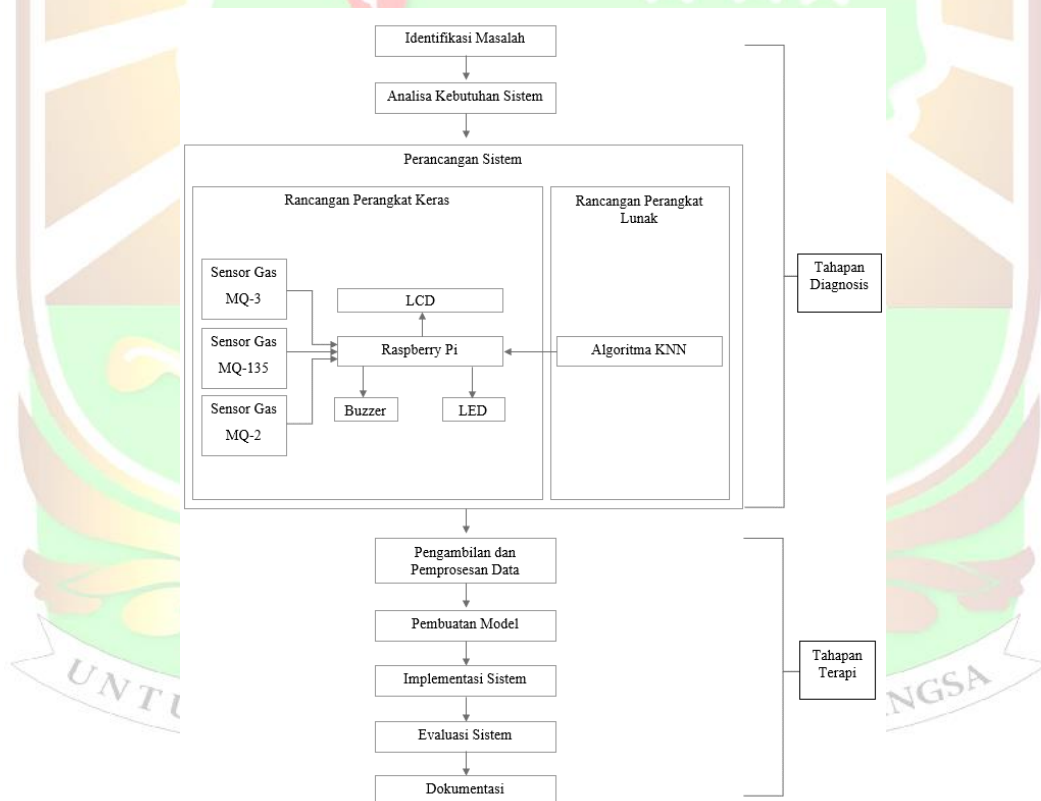 Identifikasi Masalah
Analisa Kebutuhan Sistem
Perancangan Sistem
Rancangan Perangkat Keras
Rancangan Perangkat
Lunak
Sensor Gas
MQ-3
Sensor Gas
MQ-135
Sensor Gas
MQ-2
LCD
Raspberry Pi
Buzzer
LED
Algoritma KNN
Tahapan
Diagnosis
Pengambilan dan
Pemprosesan Data
Pembuatan Model
Implementasi Sistem
Evaluasi Sistem
Dokumentasi
Tahapan
Terapi